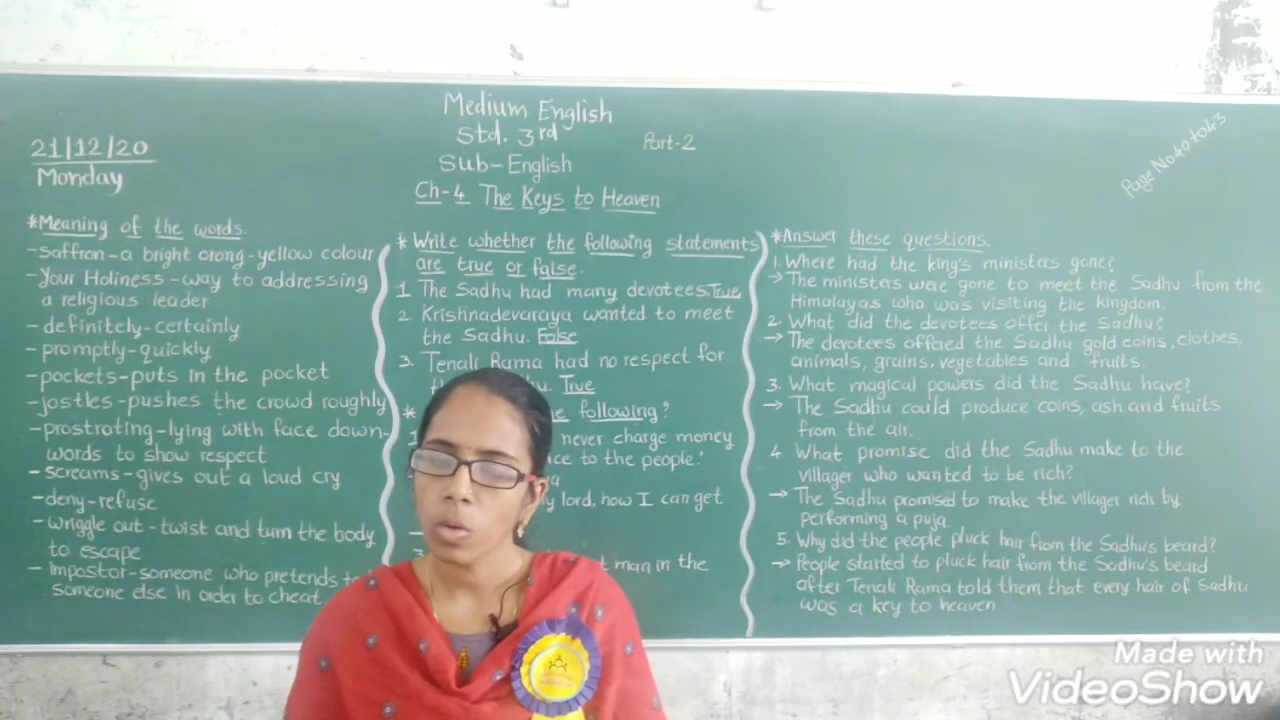 Medium English
Std. 3rd
Part-2
Sub-English
Ch-4 The Keys to Heaven
21/12/20
Monday
Page No 40 to 43
*Meaning of the words.
-Saffron-a bright orong-yellow colour
-Your Holiness-way to addressing
a religious leader
-definitely-certainly
-promptly-quickly
-pockets-puts in the pocket
-jostles-pushes the crowd roughly
-prostrating-lying with face down-
words to show respect
-screams-gives out a loud cry
-deny-refuse
-wriggle out-twist and turn the body
to escape
-impostor-someone who pretends
someone else in order to cheat
* Write whether the following statements
are true or false.
1. The Sadhu had many devotees. True
2. Krishnadevaraya wanted to meet
the Sadhu. False
3. Tenali Rama had no respect for
True
* following?
never charge money
to the people.'
lord, how I can get
man in the
*Answer these questions.
1. Where had the king's ministers gone?
→ The ministers were gone to meet the Sadhu from the
Himalayas who was visiting the kingdom.
2. What did the devotees offer the Sadhu?
→ The devotees offered the Sadhu gold coins, clothes,
animals, grains, vegetables and fruits.
3. What magical powers did the Sadhu have?
→ The Sadhu could produce coins, ash and fruits
from the air.
4. What promise did the Sadhu make to the
villager who wanted to be rich?
→ The Sadhu promised to make the villager rich by
performing a puja.
5. Why did the people pluck hair from the Sadhu's beard?
→ People started to pluck hair from the Sadhu's beard
after Tenali Rama told them that every hair of Sadhu
was a key to heaven.
Made with
VideoShow